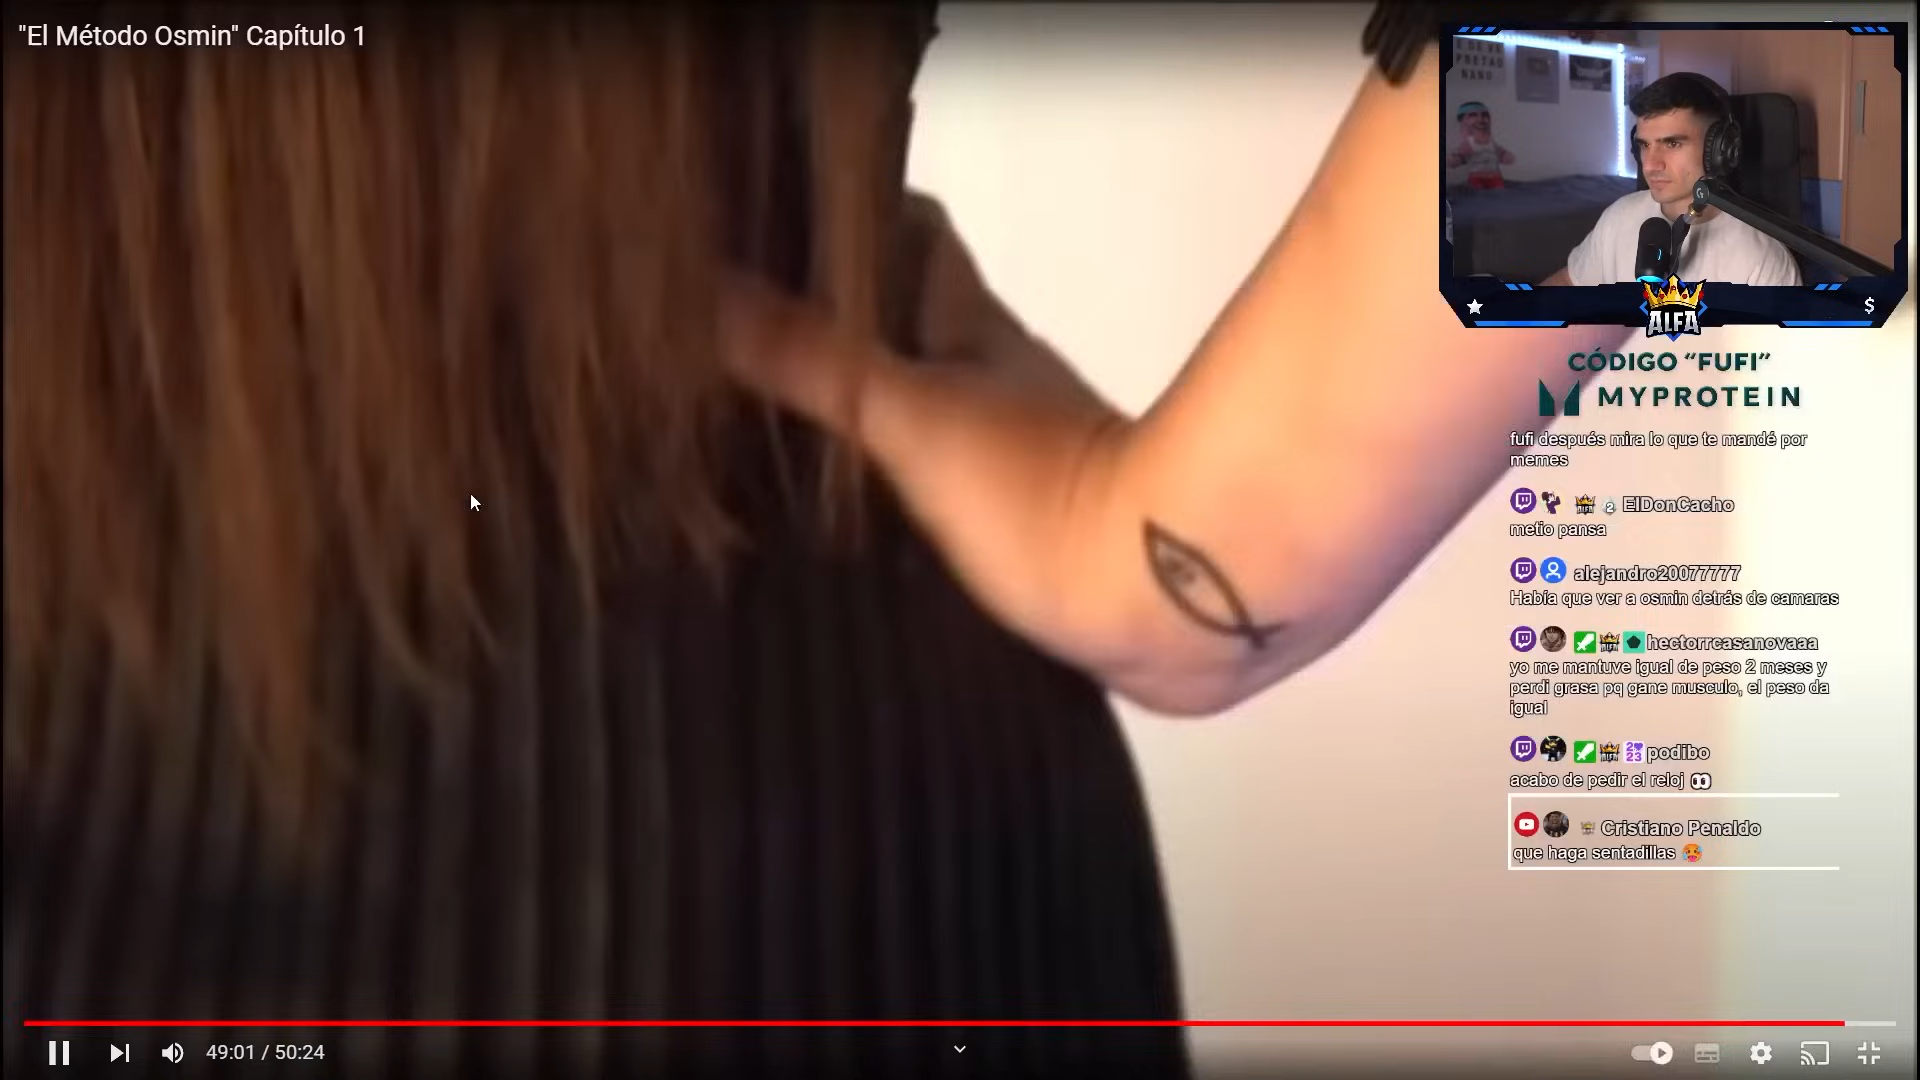 "El Método Osmin" Capítulo 1
ALFA
CÓDIGO "FUFI"
MYPROTEIN
fufi después mira lo que te mandé por
memes
2 ElDonCacho
metio pansa
alejandro20077777
Había que ver a osmin detrás de camaras
hectorrcasanovaaa
yo me mantuve igual de peso 2 meses y
perdi grasa pq gane musculo, el peso da
igual
podibo
acabo de pedir el reloj 👀
Cristiano Penaldo
que haga sentadillas 🥵
49:01 / 50:24